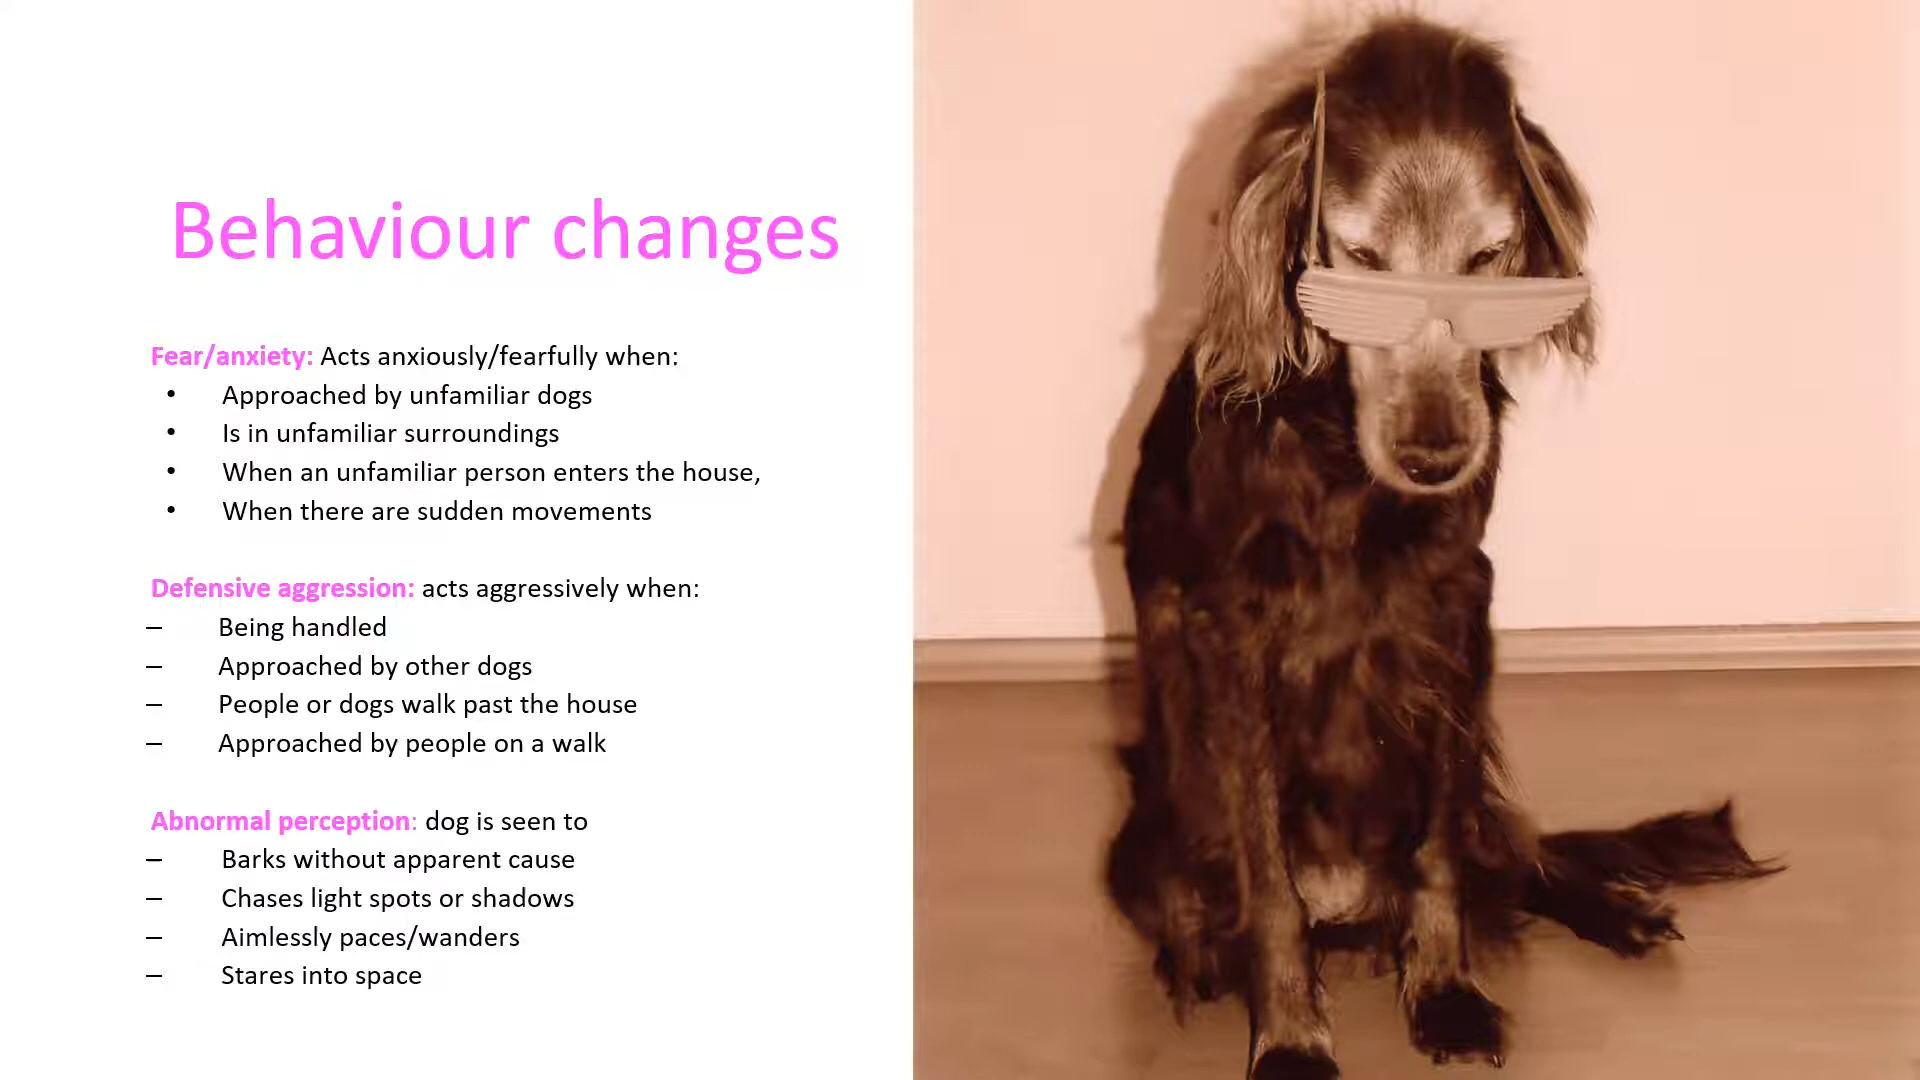 Behaviour changes
Fear/anxiety: Acts anxiously/fearfully when:
• Approached by unfamiliar dogs
• Is in unfamiliar surroundings
• When an unfamiliar person enters the house,
• When there are sudden movements
Defensive aggression: acts aggressively when:
– Being handled
– Approached by other dogs
– People or dogs walk past the house
– Approached by people on a walk
Abnormal perception: dog is seen to
– Barks without apparent cause
– Chases light spots or shadows
– Aimlessly paces/wanders
– Stares into space